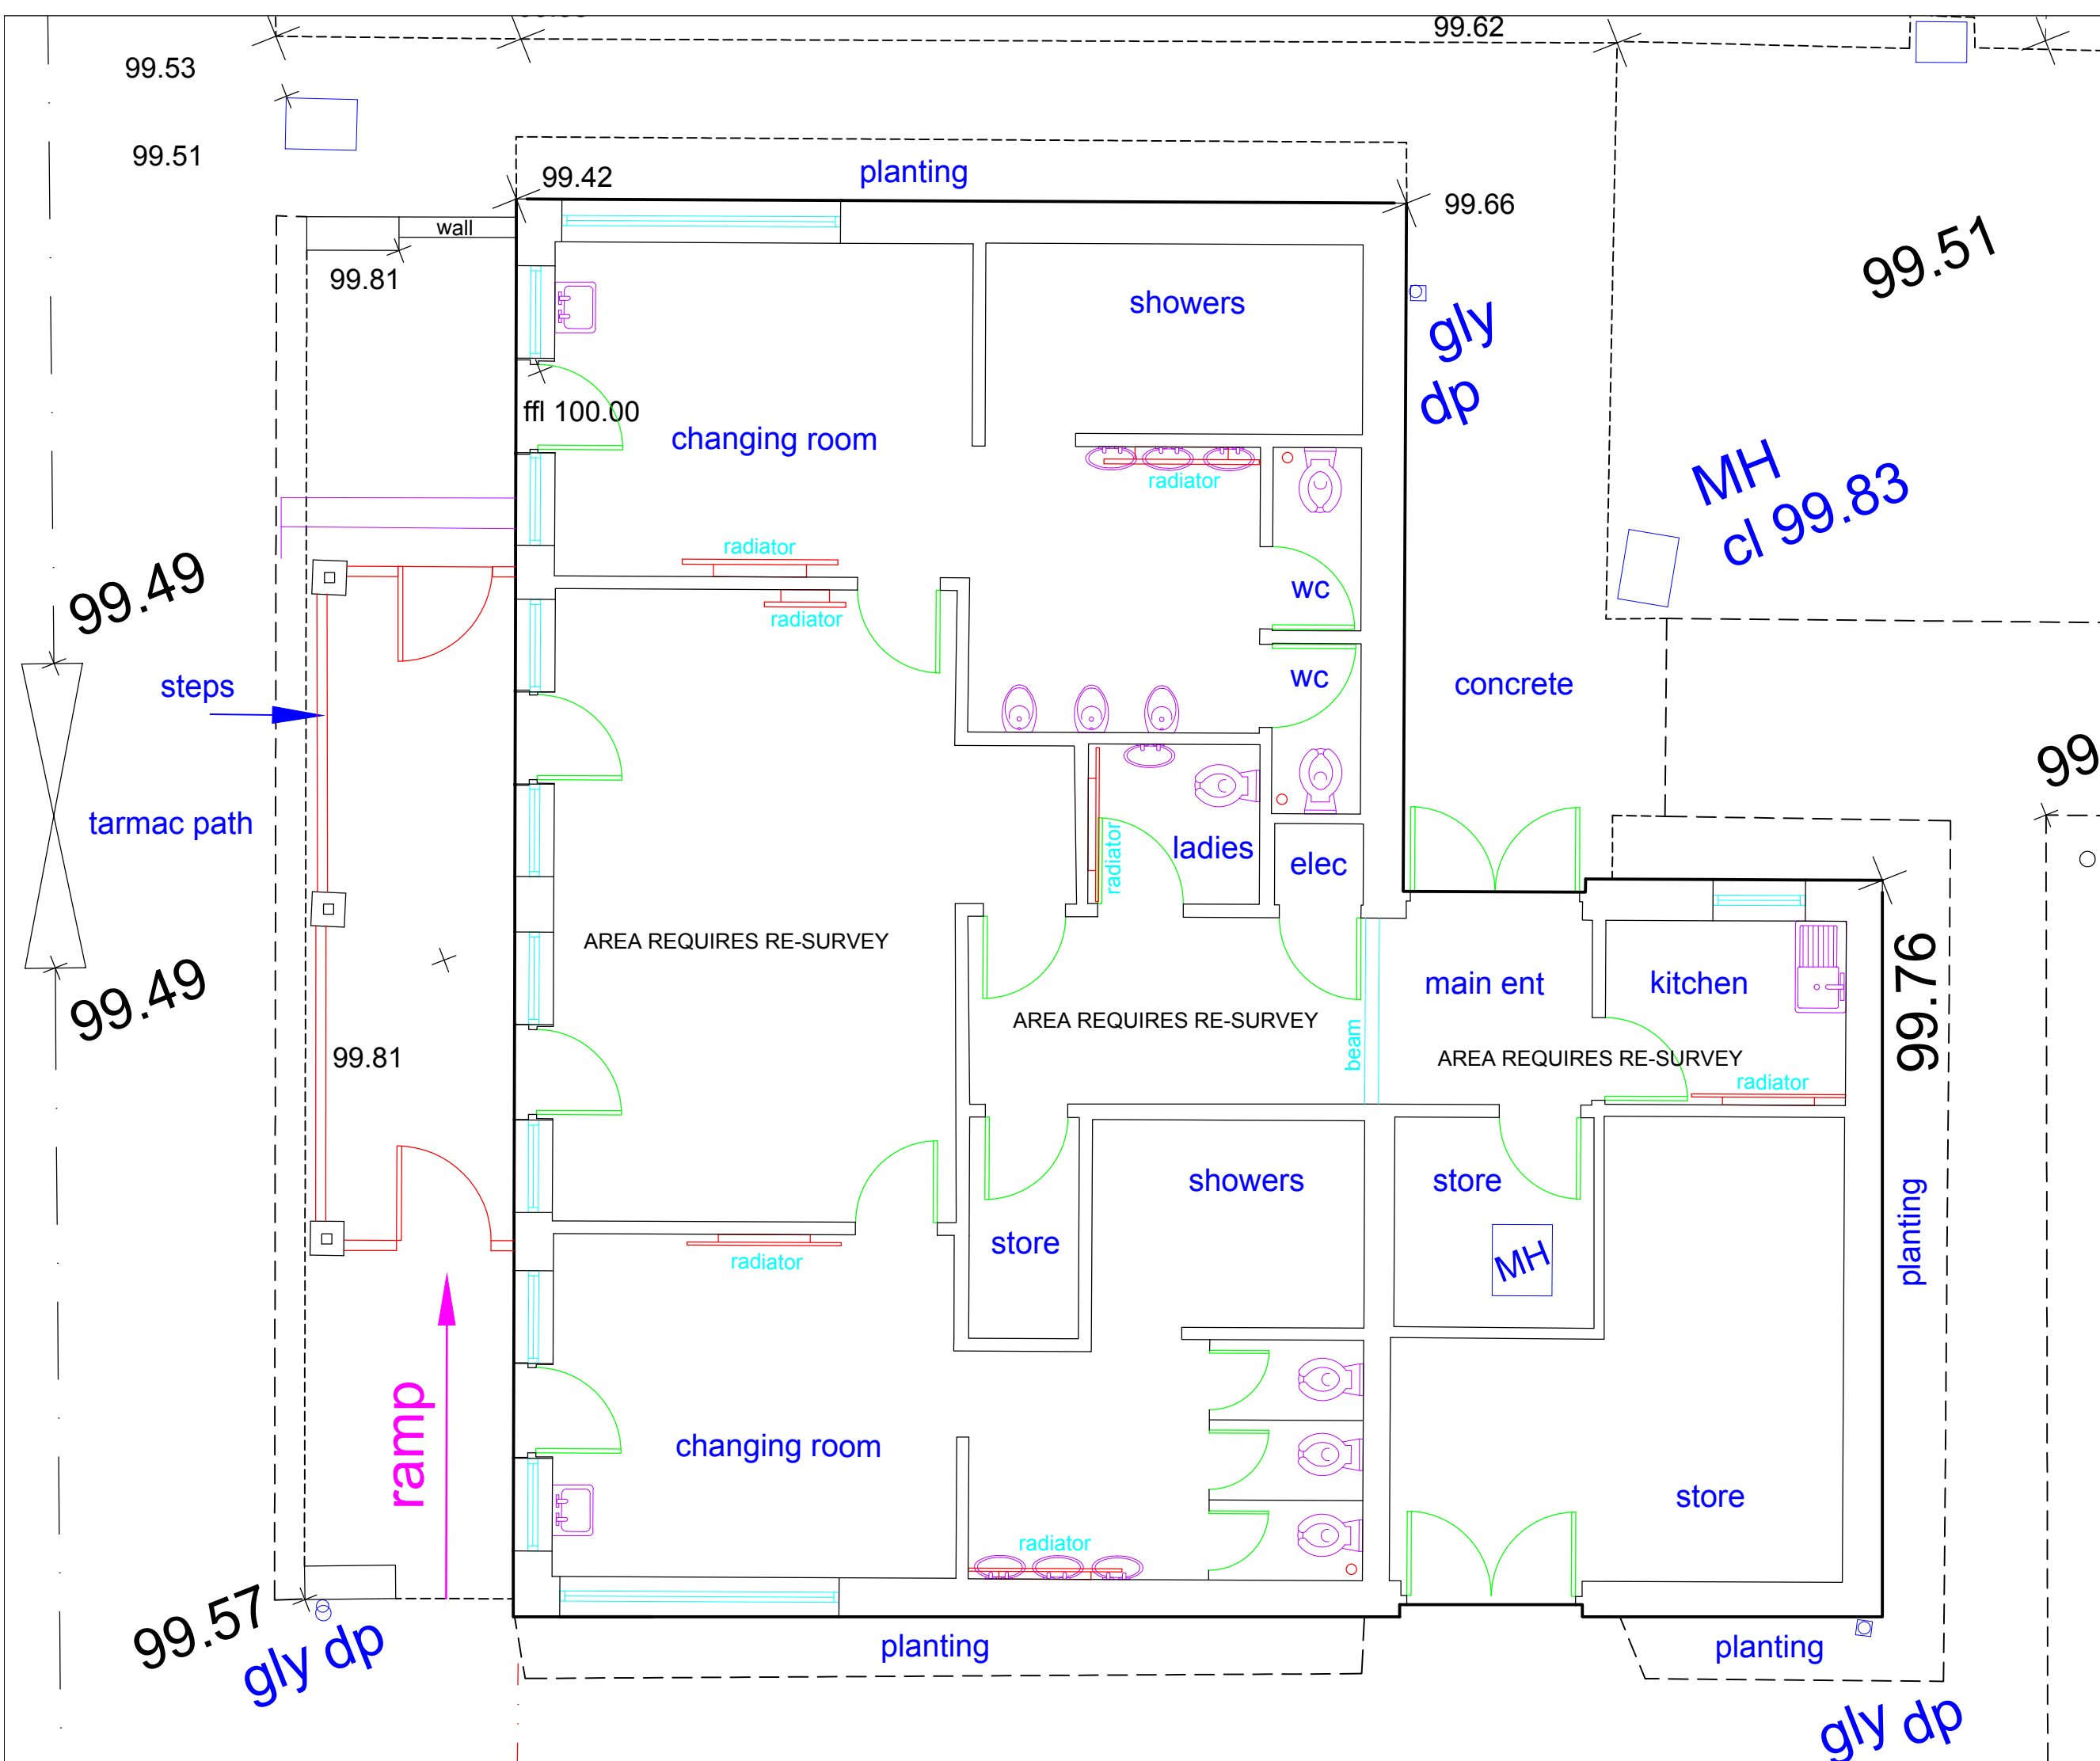 99.62
99.53
99.51
99.42
planting
99.66
wall
99.81
99.51
showers
gly
dp
ffl 100.00
changing room
radiator
MH
cl 99.83
radiator
99.49
wc
radiator
steps
wc
concrete
99
tarmac path
radiator
ladies
elec
AREA REQUIRES RE-SURVEY
main ent
kitchen
99.76
99.49
AREA REQUIRES RE-SURVEY
beam
99.81
AREA REQUIRES RE-SURVEY
radiator
showers
store
planting
store
MH
radiator
ramp
changing room
store
radiator
99.57
gly dp
planting
planting
gly dp